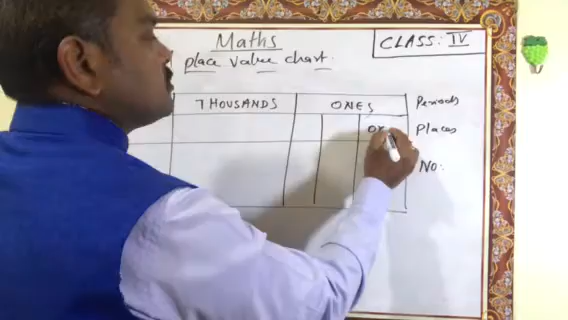 Maths
CLASS: IV
place value chart:
THOUSANDS ONES Periods
Places
No: